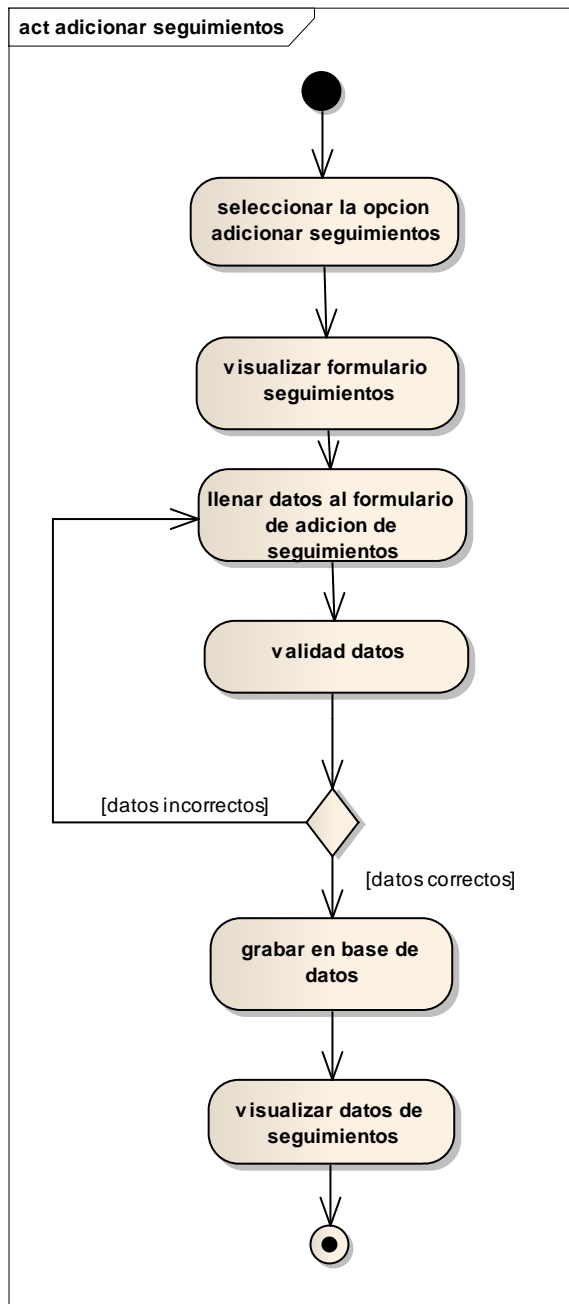 act adicionar seguimientos
seleccionar la opcion
adicionar seguimientos
visualizar formulario
seguimientos
llenar datos al formulario
de adicion de
seguimientos
validad datos
[datos incorrectos]
[datos correctos]
grabar en base de
datos
visualizar datos de
seguimientos